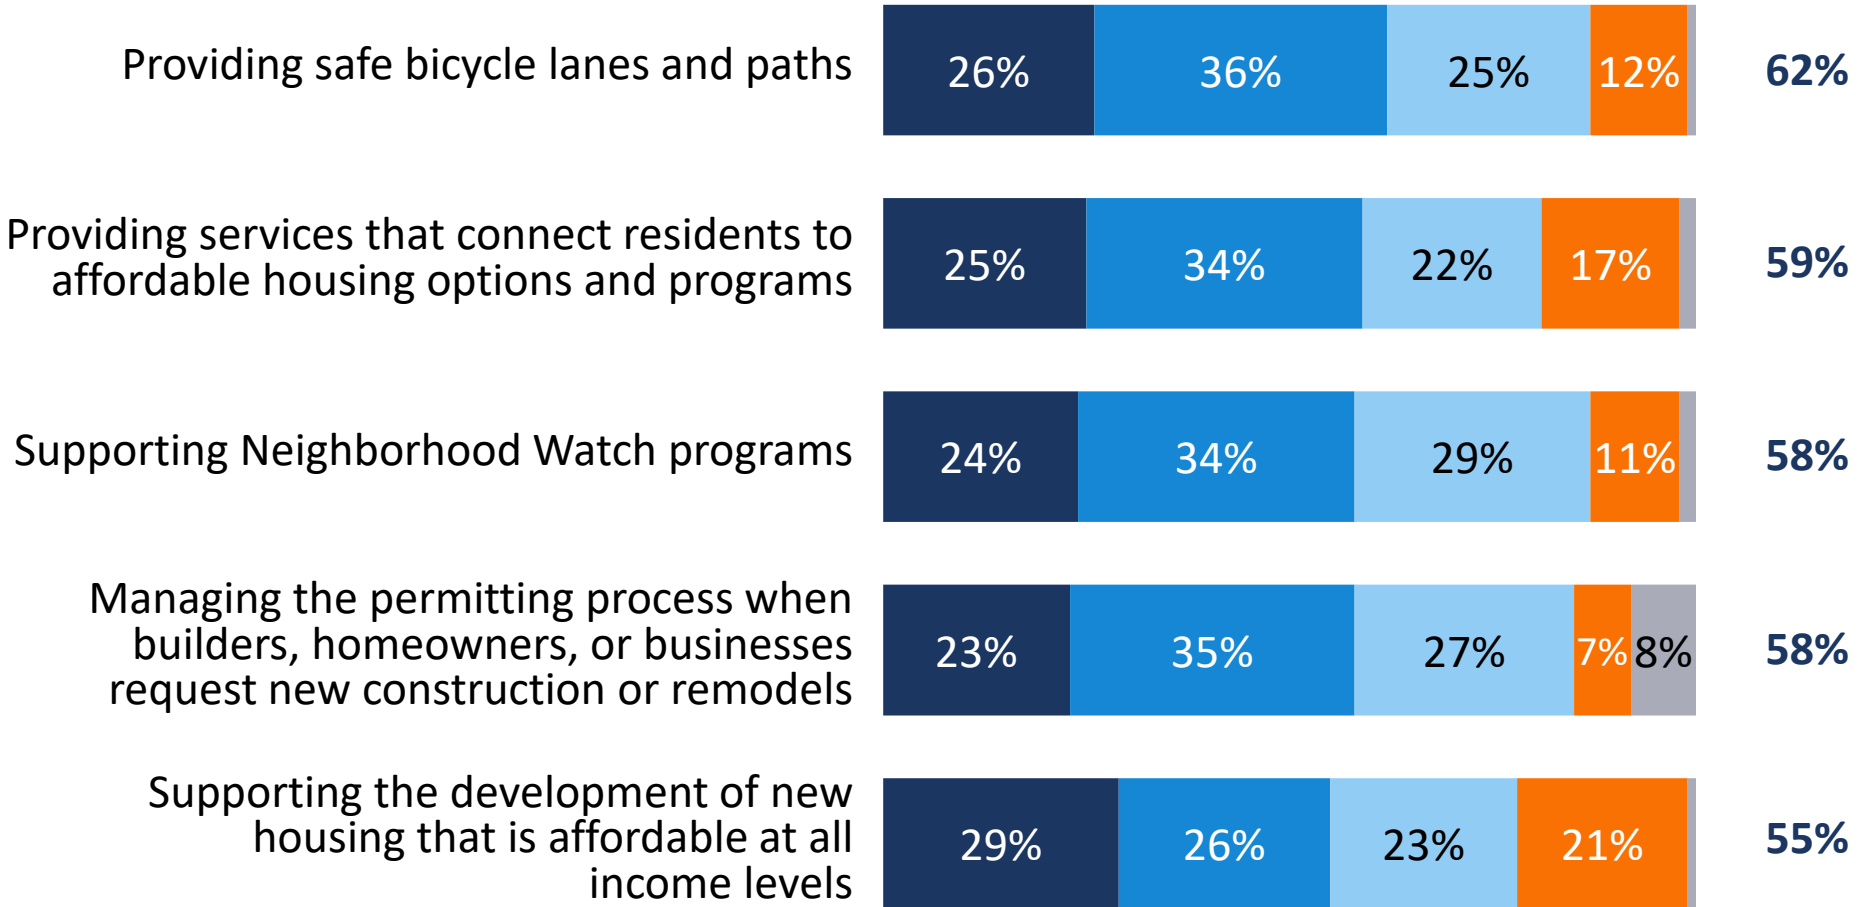 Providing safe bicycle lanes and paths
26% 36% 25% 12% 62%
Providing services that connect residents to
affordable housing options and programs
25% 34% 22% 17% 59%
Supporting Neighborhood Watch programs
24% 34% 29% 11% 58%
Managing the permitting process when
builders, homeowners, or businesses
request new construction or remodels
23% 35% 27% 7% 8% 58%
Supporting the development of new
housing that is affordable at all
income levels
29% 26% 23% 21% 55%